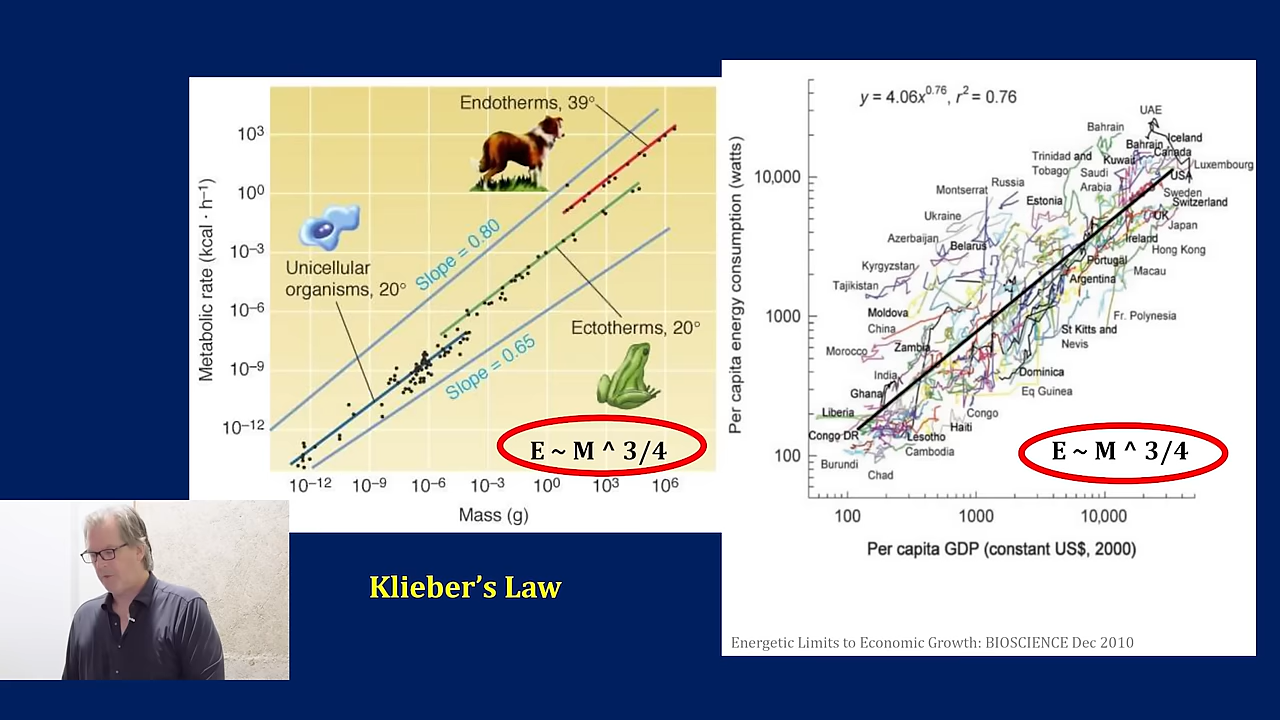 Endotherms, 39°
Metabolic rate (kcal · h⁻¹)
10³
10⁰
10⁻³
10⁻⁶
10⁻⁹
10⁻¹²
Slope = 0.80
Unicellular
organisms, 20°
Ectotherms, 20°
Slope = 0.65
E ~ M ^ 3/4
10⁻¹² 10⁻⁹ 10⁻⁶ 10⁻³ 10⁰ 10³ 10⁶
Mass (g)
Klieber's Law
y = 4.06x^0.76, r² = 0.76
Per capita energy consumption (watts)
10,000
1000
100
UAE
Bahrain
Iceland
Bahrain
Canada
Trinidad and
Tobago
Kuwait
Luxembourg
Saudi
Arabia
USA
Russia
Montserrat
Sweden
Estonia
Switzerland
Ukraine
UK
Japan
Azerbaijan
Belarus
Ireland
Hong Kong
Kyrgyzstan
Portugal
Macau
Tajikistan
Argentina
Moldova
Fr. Polynesia
China
St Kitts and
Nevis
Morocco
Zambia
India
Dominica
Ghana
Eq Guinea
Liberia
Congo
Haiti
Congo DR
Lesotho
Cambodia
Burundi
Chad
E ~ M ^ 3/4
100 1000 10,000
Per capita GDP (constant US$, 2000)
Energetic Limits to Economic Growth: BIOSCIENCE Dec 2010